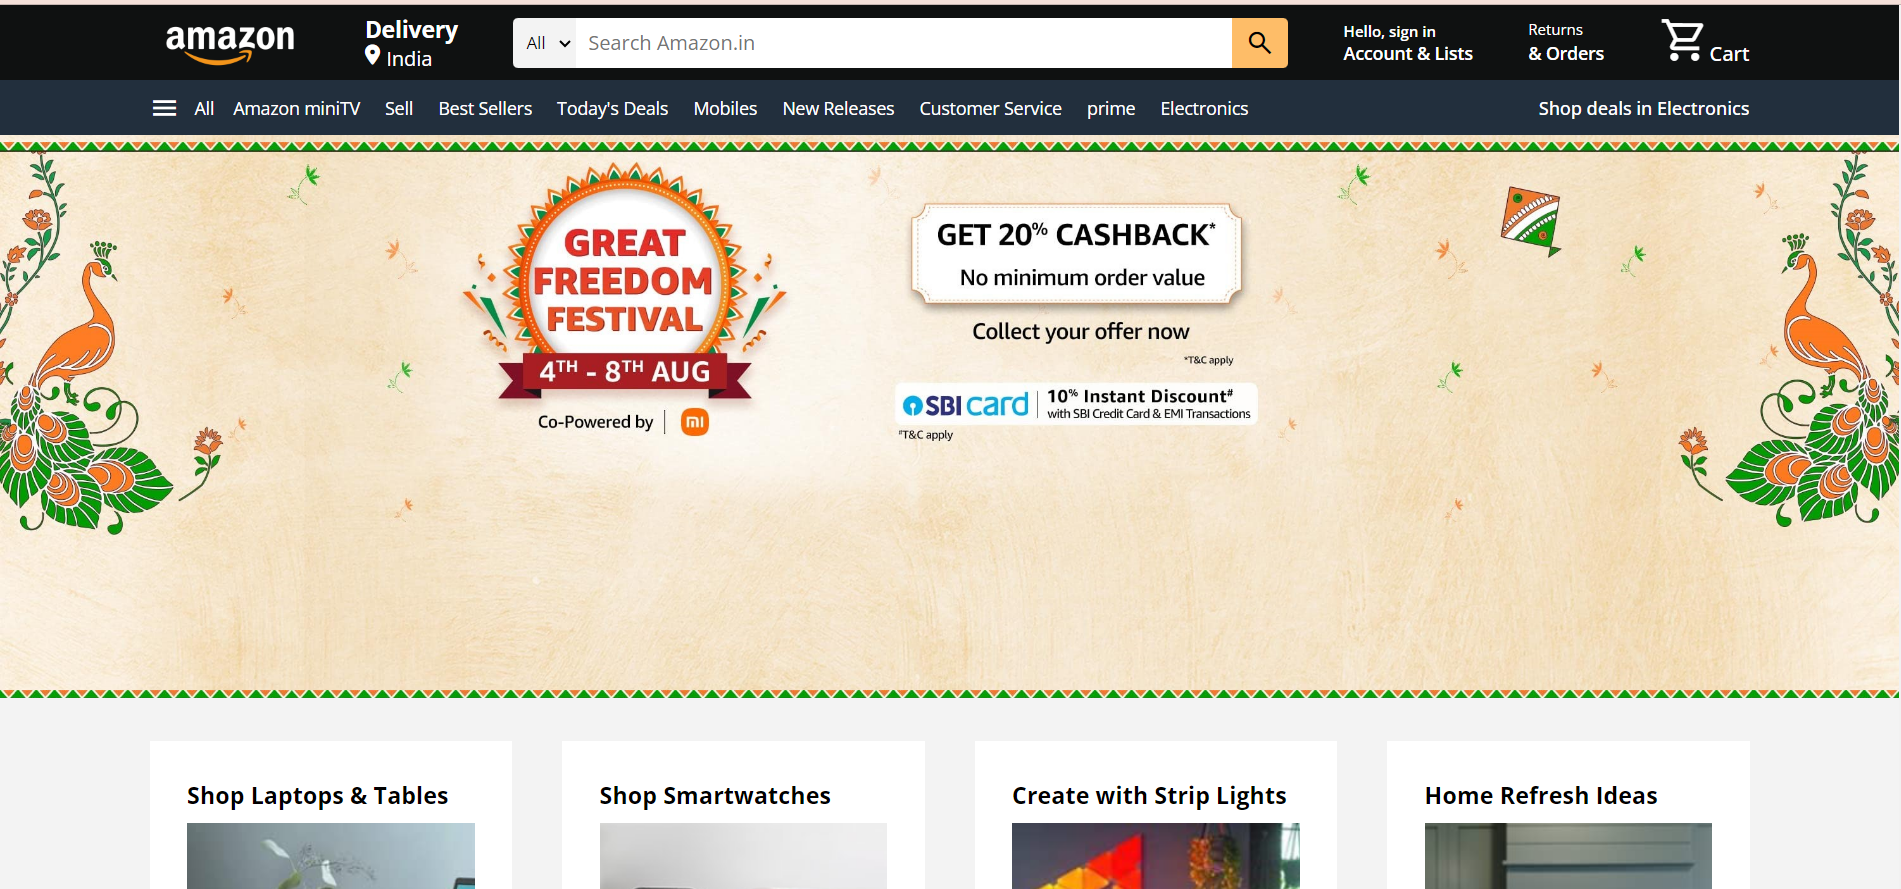 amazon
Delivery
India
All
Search Amazon.in
Hello, sign in
Account & Lists
Returns
& Orders
Cart
All Amazon miniTV Sell Best Sellers Today's Deals Mobiles New Releases Customer Service prime Electronics Shop deals in Electronics
GREAT
FREEDOM
FESTIVAL
4TH - 8TH AUG
Co-Powered by | mi
GET 20% CASHBACK*
No minimum order value
Collect your offer now
*T&C apply
SBI card | 10% Instant Discount#
with SBI Credit Card & EMI Transactions
#T&C apply
Shop Laptops & Tables
Shop Smartwatches
Create with Strip Lights
Home Refresh Ideas